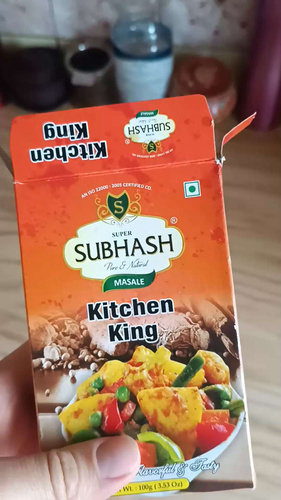 Kitchen
King
SUBHASH
MASALE
AN ISO 22000 : 2005 CERTIFIED CO.
S
SUPER
SUBHASH
®
Pure & Natural
MASALE
Kitchen
King
Flavourful & Tasty
Wt. : 100g ( 3.53 Oz)